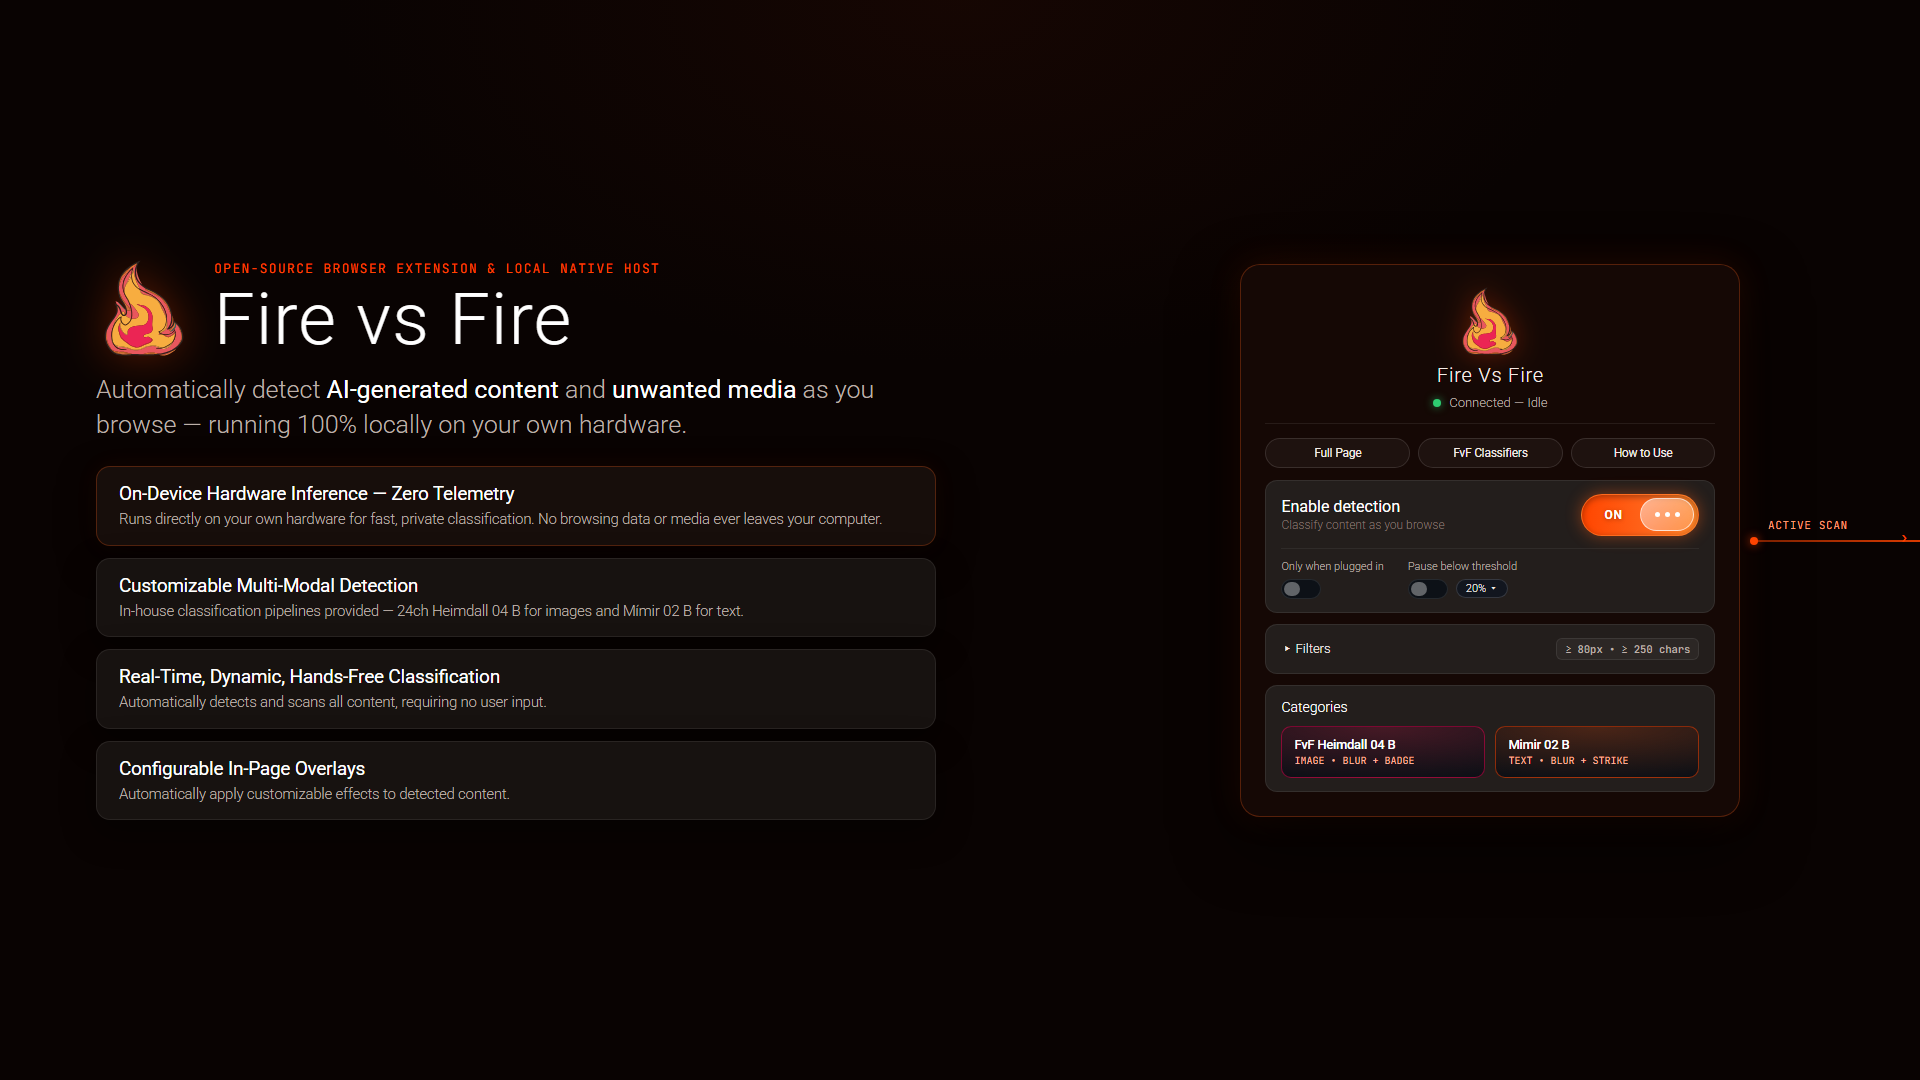 OPEN-SOURCE BROWSER EXTENSION & LOCAL NATIVE HOST
Fire vs Fire
Automatically detect AI-generated content and unwanted media as you
browse — running 100% locally on your own hardware.
On-Device Hardware Inference — Zero Telemetry
Runs directly on your own hardware for fast, private classification. No browsing data or media ever leaves your computer.
Customizable Multi-Modal Detection
In-house classification pipelines provided — 24ch Heimdall 04 B for images and Mímir 02 B for text.
Real-Time, Dynamic, Hands-Free Classification
Automatically detects and scans all content, requiring no user input.
Configurable In-Page Overlays
Automatically apply customizable effects to detected content.
Fire Vs Fire
Connected — Idle
Full Page
FvF Classifiers
How to Use
Enable detection
Classify content as you browse
ON
Only when plugged in
Pause below threshold
20%
Filters
≥ 80px • ≥ 250 chars
Categories
FvF Heimdall 04 B
IMAGE • BLUR + BADGE
Mimir 02 B
TEXT • BLUR + STRIKE
ACTIVE SCAN